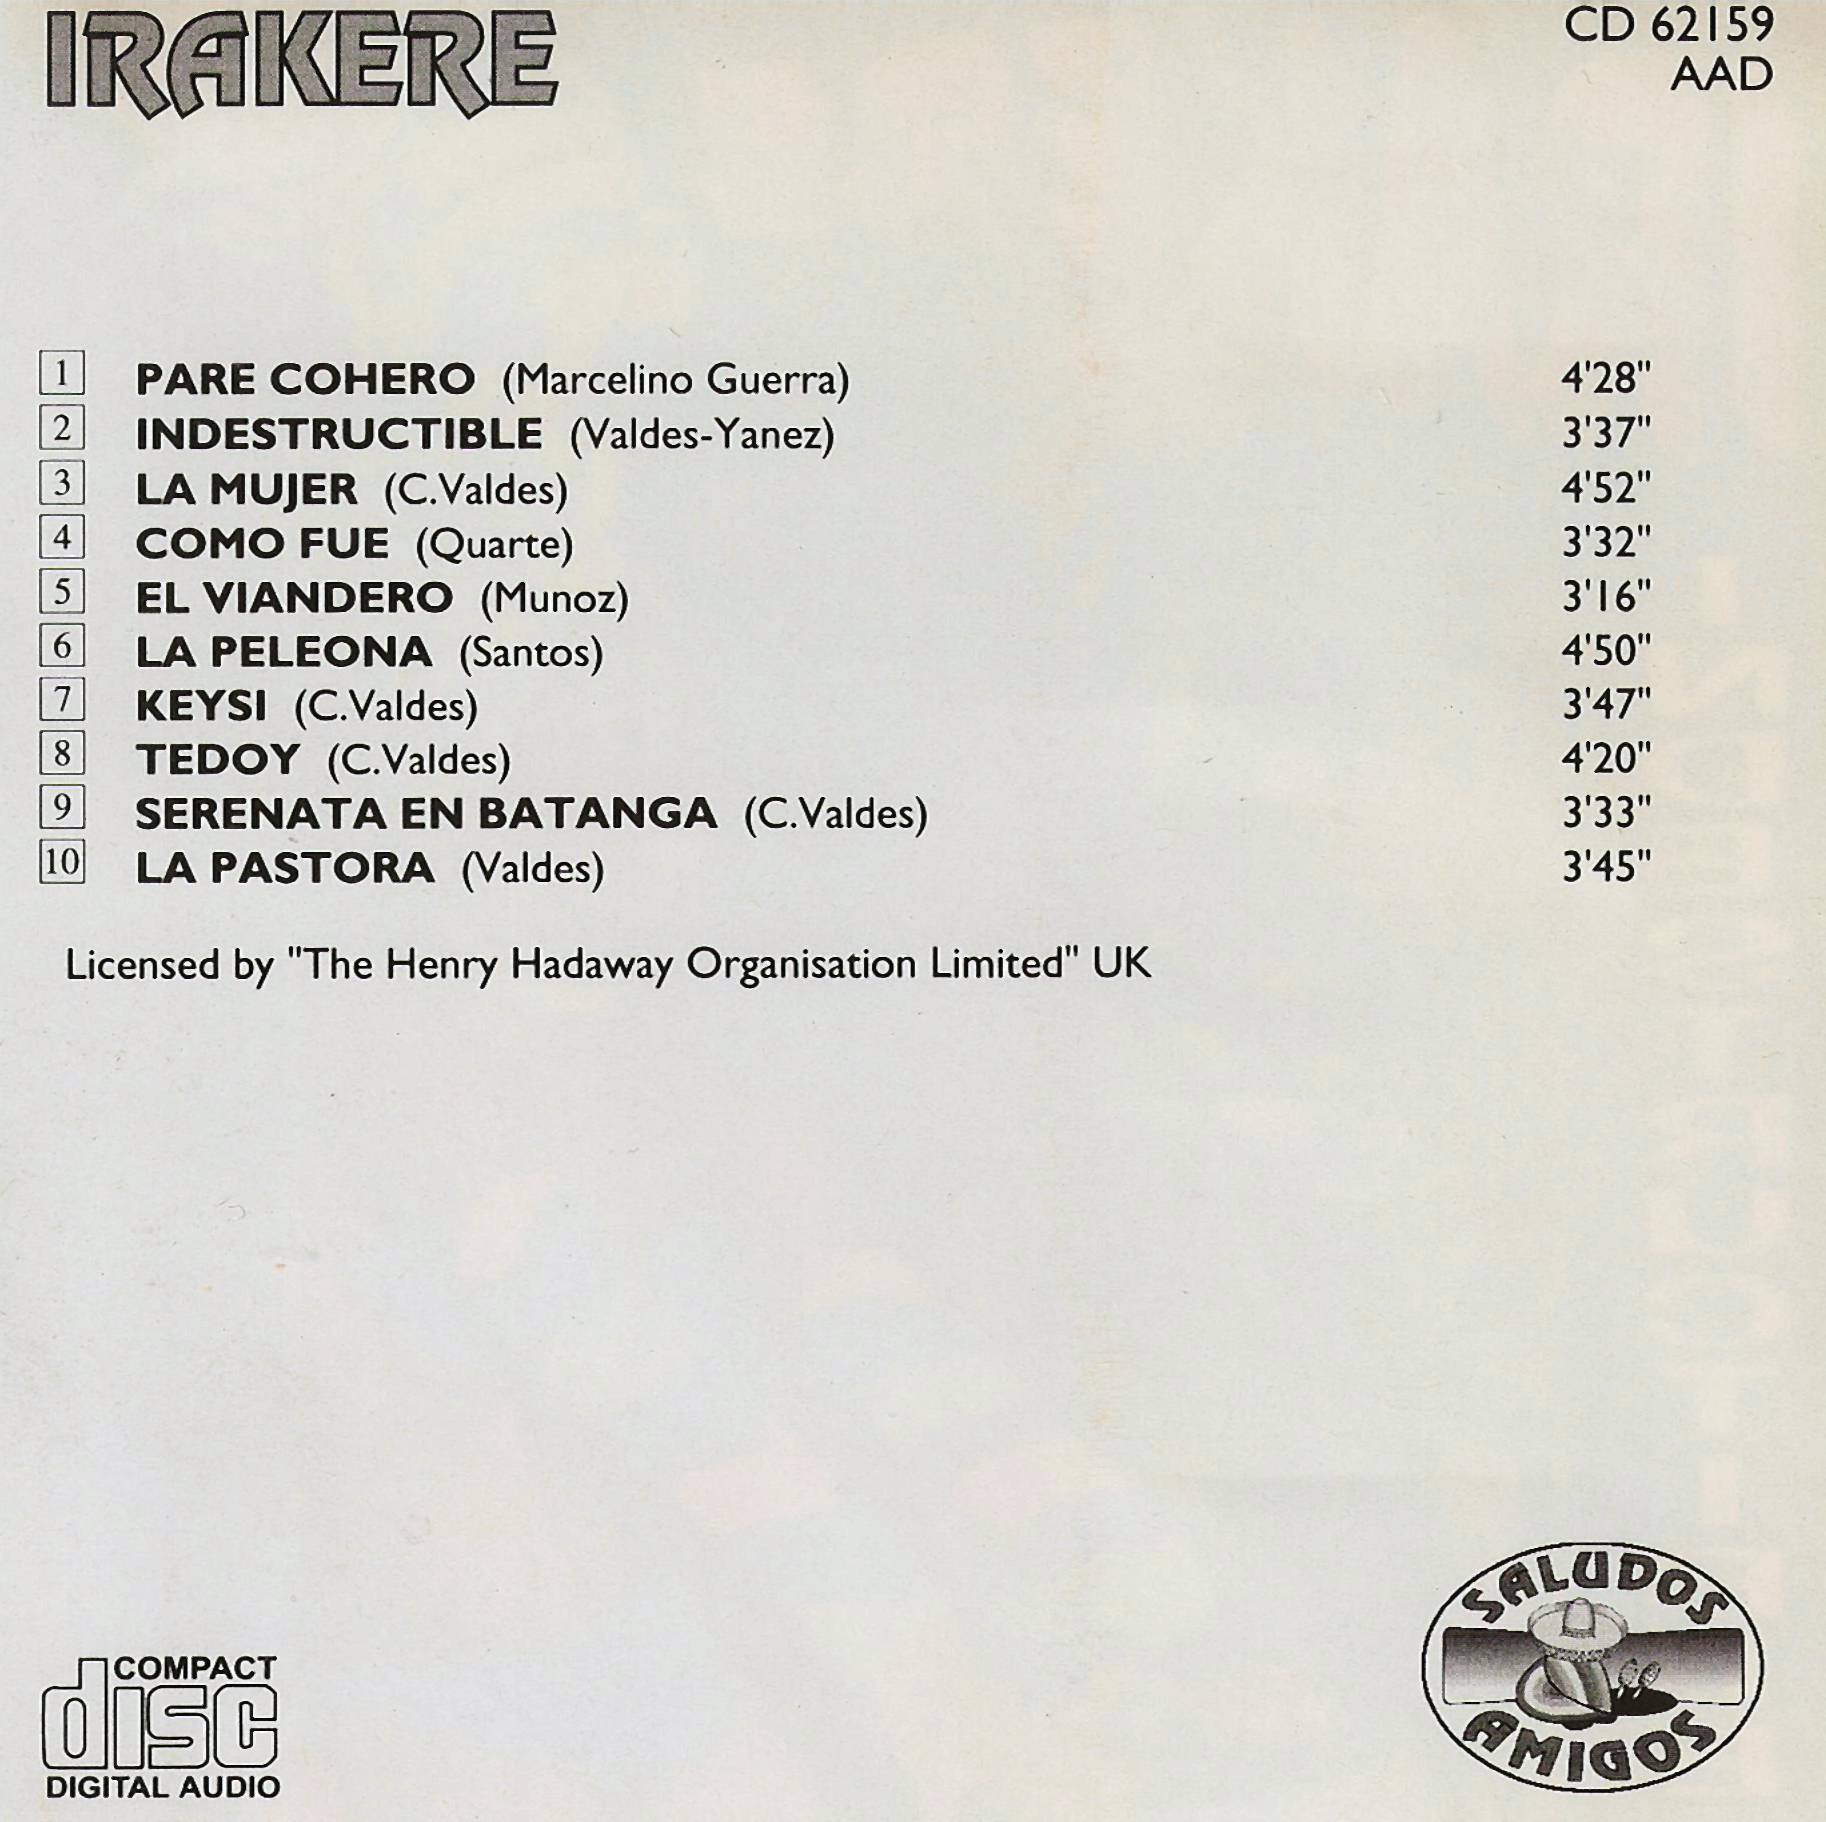 IRAKERE
CD 62159
AAD
1 PARE COHERO (Marcelino Guerra) 4'28"
2 INDESTRUCTIBLE (Valdes-Yanez) 3'37"
3 LA MUJER (C.Valdes) 4'52"
4 COMO FUE (Quarte) 3'32"
5 EL VIANDERO (Munoz) 3'16"
6 LA PELEONA (Santos) 4'50"
7 KEYSI (C.Valdes) 3'47"
8 TEDOY (C.Valdes) 4'20"
9 SERENATA EN BATANGA (C.Valdes) 3'33"
10 LA PASTORA (Valdes) 3'45"
Licensed by "The Henry Hadaway Organisation Limited" UK
COMPACT
disc
DIGITAL AUDIO
SALUDOS
AMIGOS